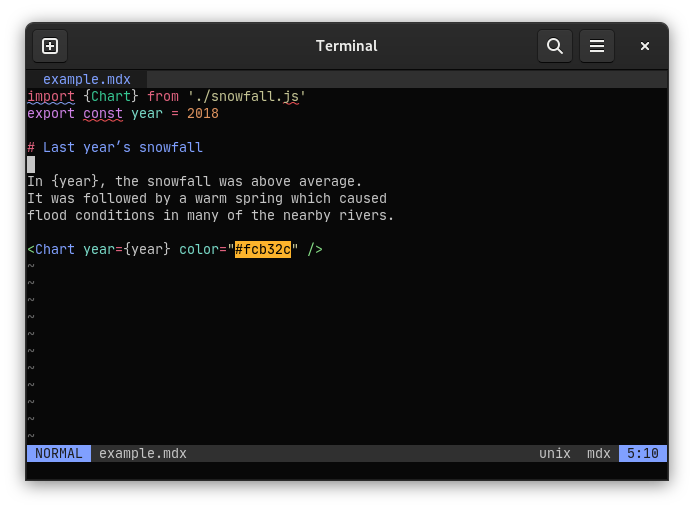 Terminal
example.mdx
import {Chart} from './snowfall.js'
export const year = 2018
# Last year’s snowfall
In {year}, the snowfall was above average.
It was followed by a warm spring which caused
flood conditions in many of the nearby rivers.
<Chart year={year} color="#fcb32c" />
~
~
~
~
~
~
~
~
~
~
~
NORMAL example.mdx unix mdx 5:10